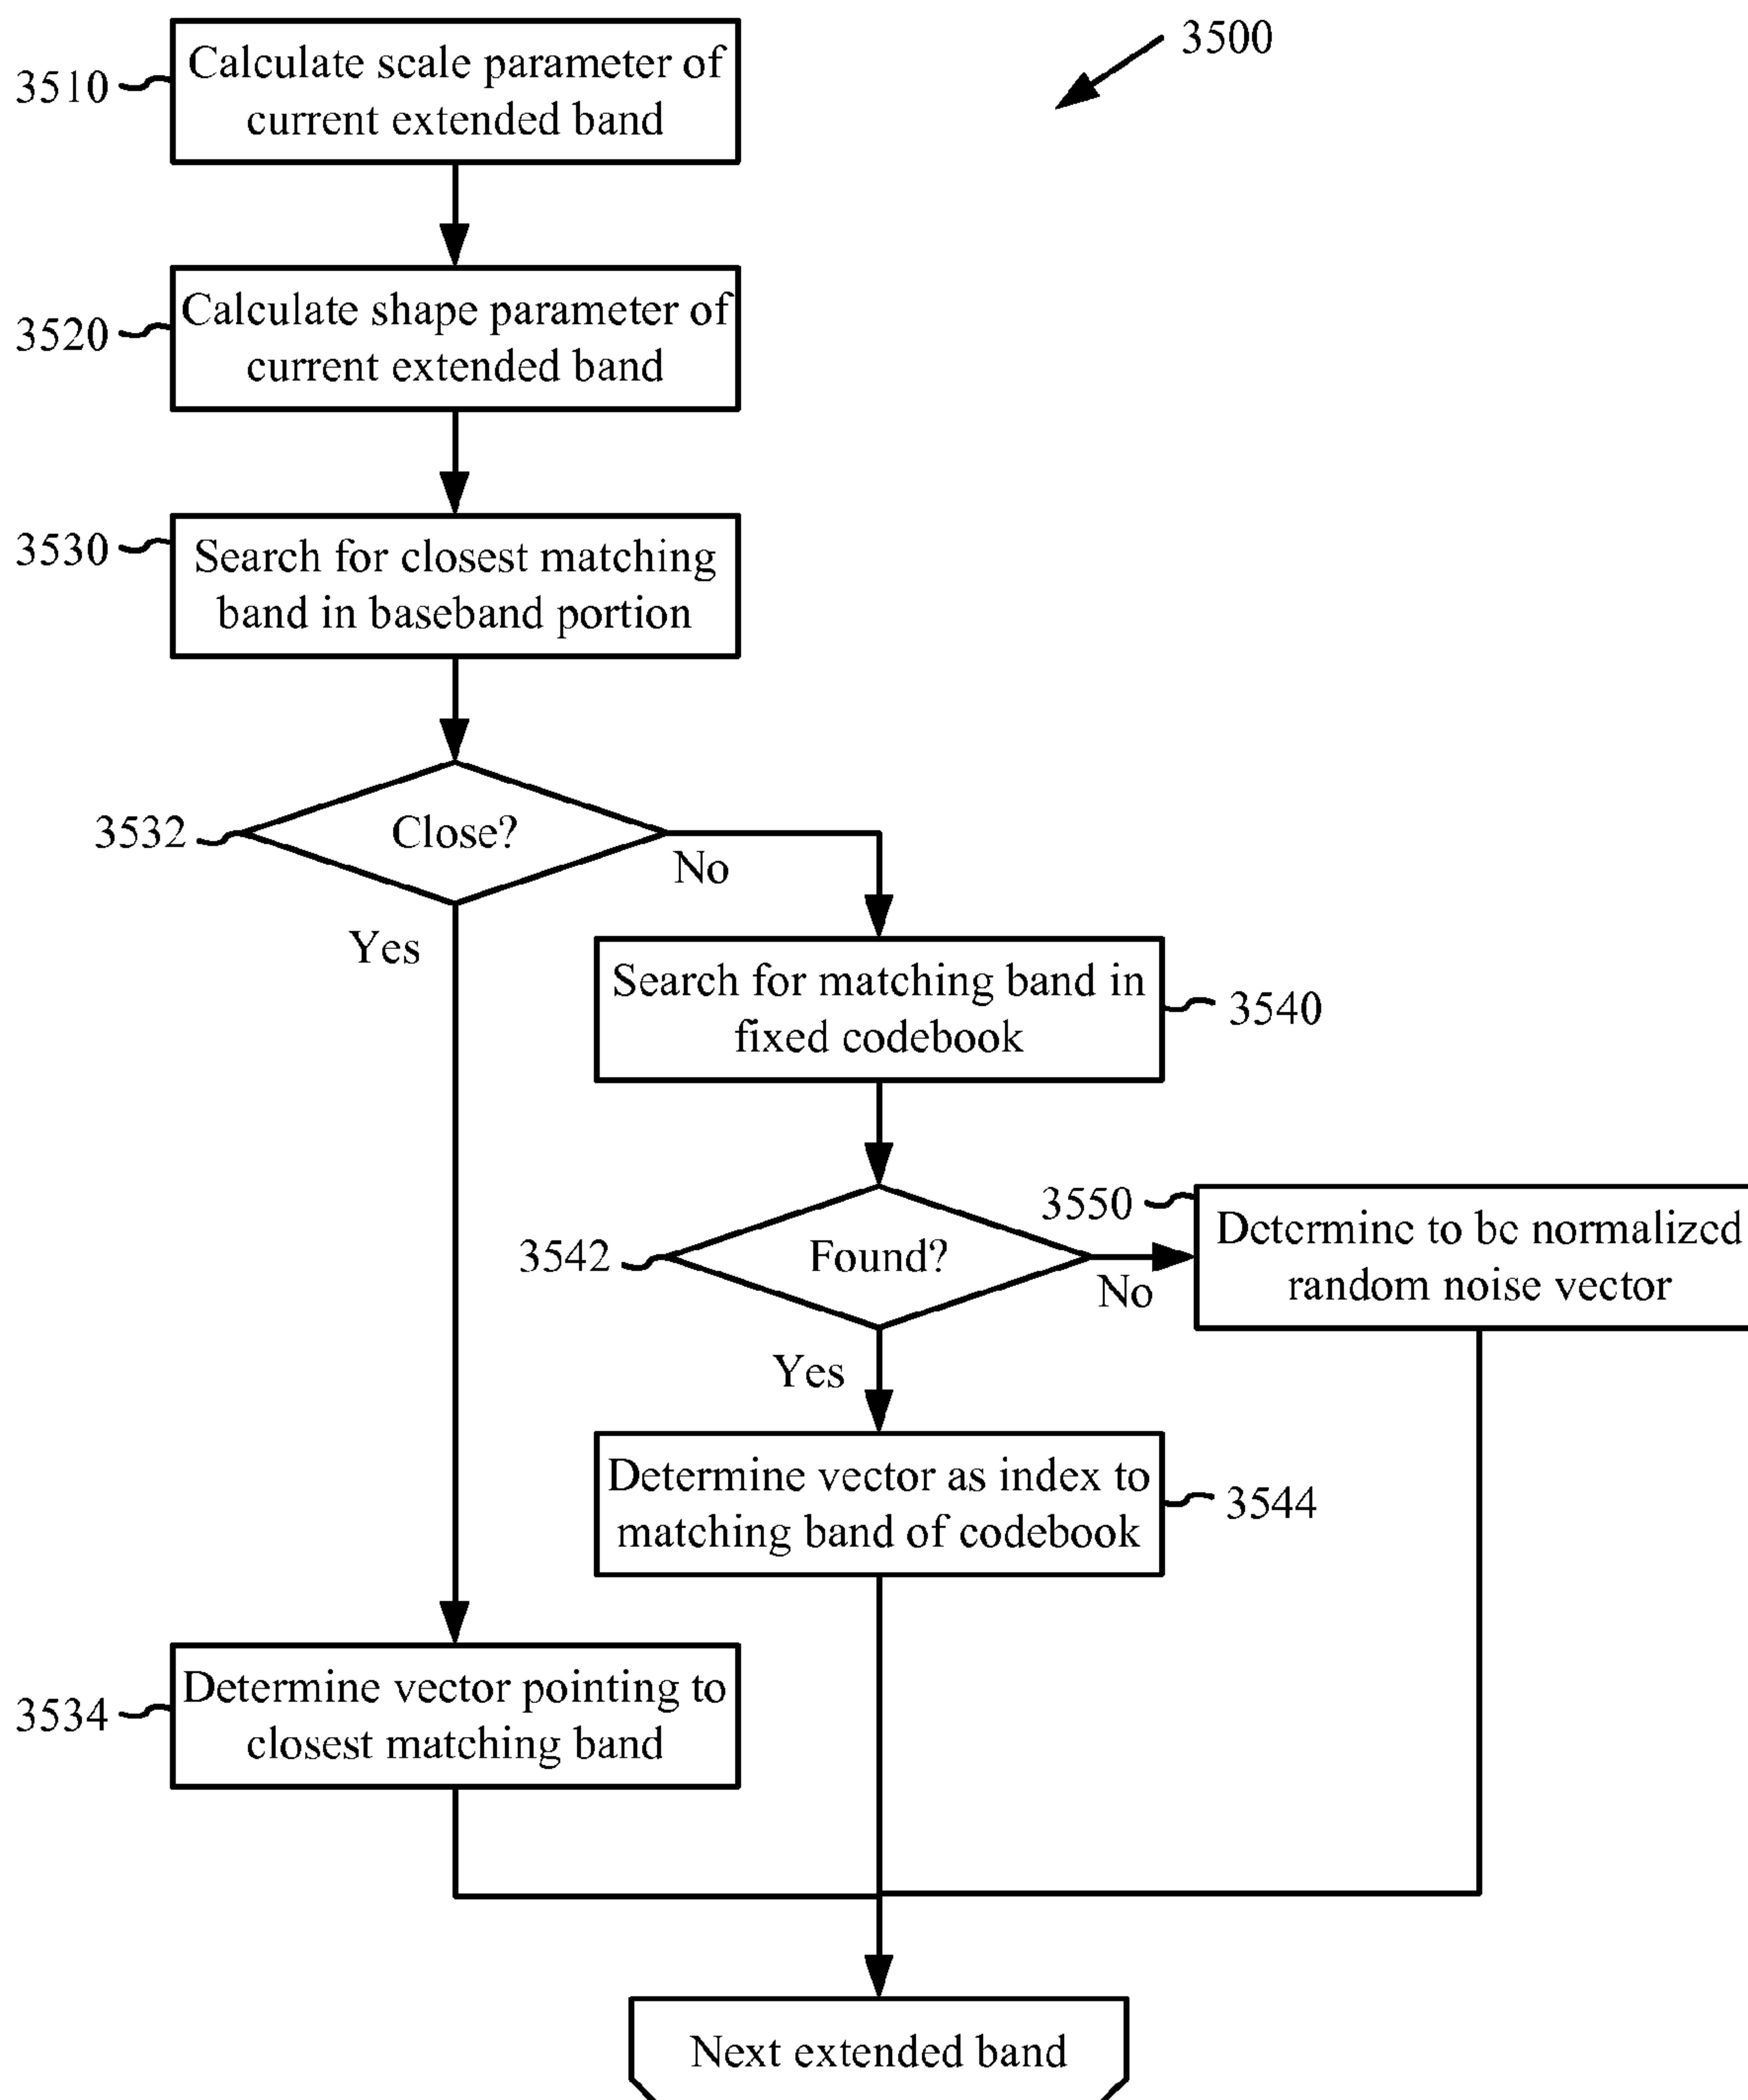 3500
3510
Calculate scale parameter of
current extended band
3520
Calculate shape parameter of
current extended band
3530
Search for closest matching
band in baseband portion
3532
Close?
No
Yes
Search for matching band in
fixed codebook
3540
3542
Found?
No
Yes
3550
Determine to be normalized
random noise vector
Determine vector as index to
matching band of codebook
3544
3534
Determine vector pointing to
closest matching band
Next extended band